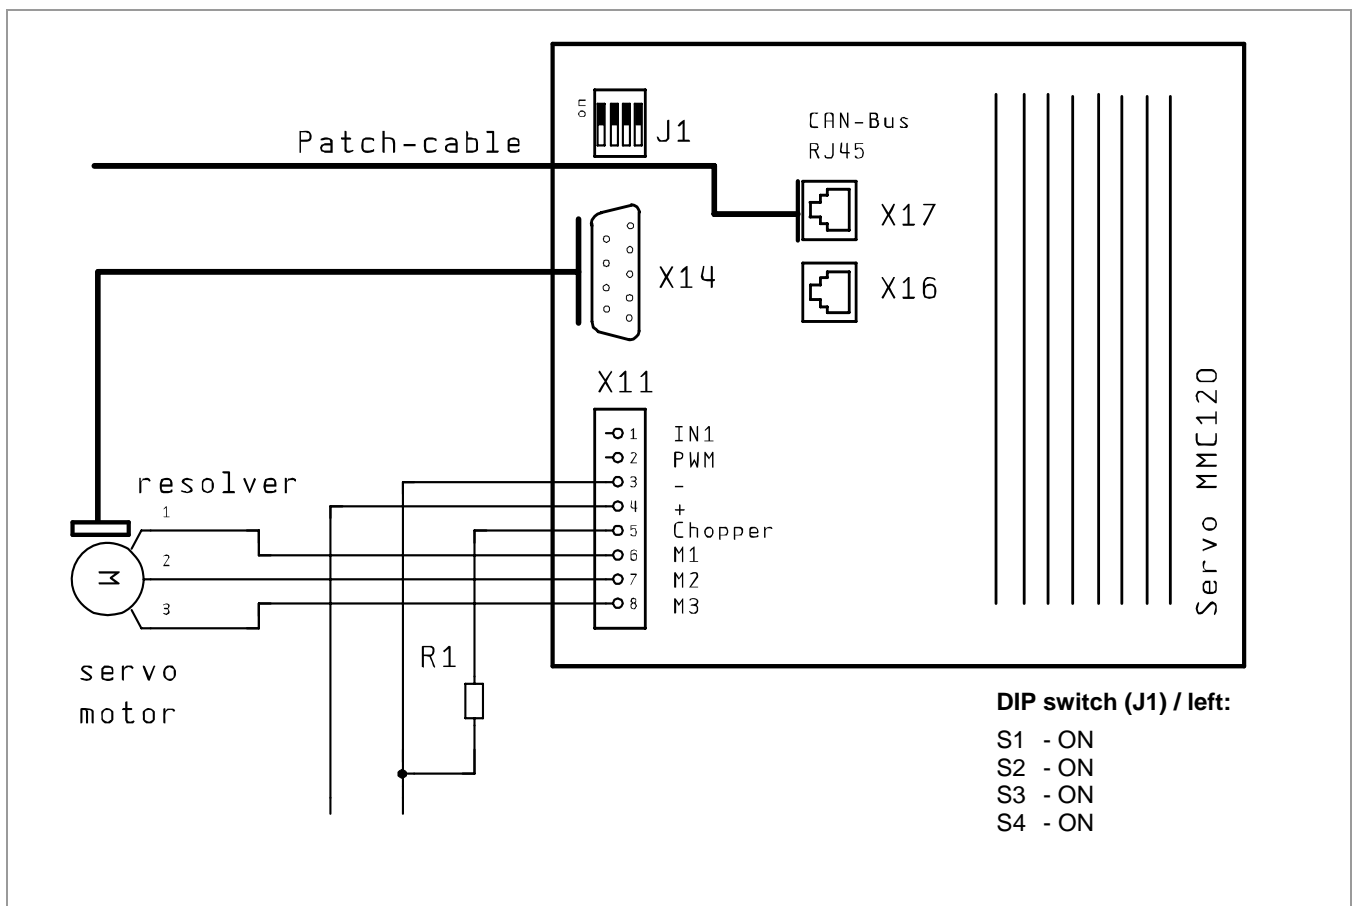 on
J1
Patch-cable
CAN-Bus
RJ45
X17
X14
X16
X11
1 IN1
2 PWM
3 -
4 +
5 Chopper
6 M1
7 M2
8 M3
resolver
1
2
3
M
servo
motor
R1
Servo MMC120
DIP switch (J1) / left:
S1 - ON
S2 - ON
S3 - ON
S4 - ON